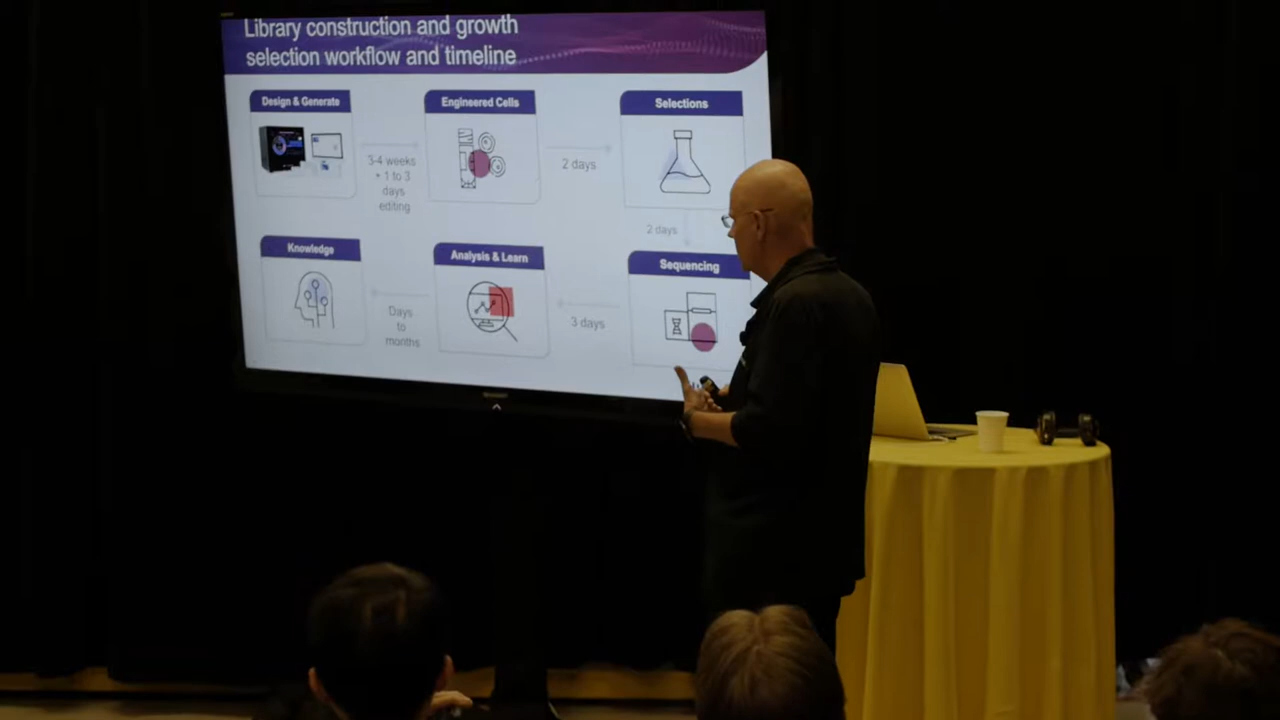 Library construction and growth
selection workflow and timeline
Design & Generate
3-4 weeks
+ 1 to 3
days
editing
Engineered Cells
2 days
Selections
2 days
Sequencing
3 days
Analysis & Learn
Days
to
months
Knowledge